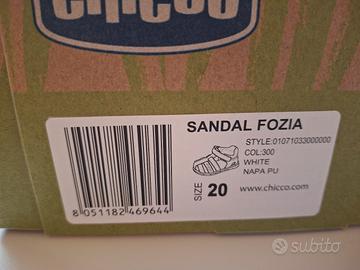 chicco
SANDAL FOZIA
STYLE:01071033000000
COL:300
WHITE
NAPA PU
SIZE 20 www.chicco.com
8 051182 469644
subito